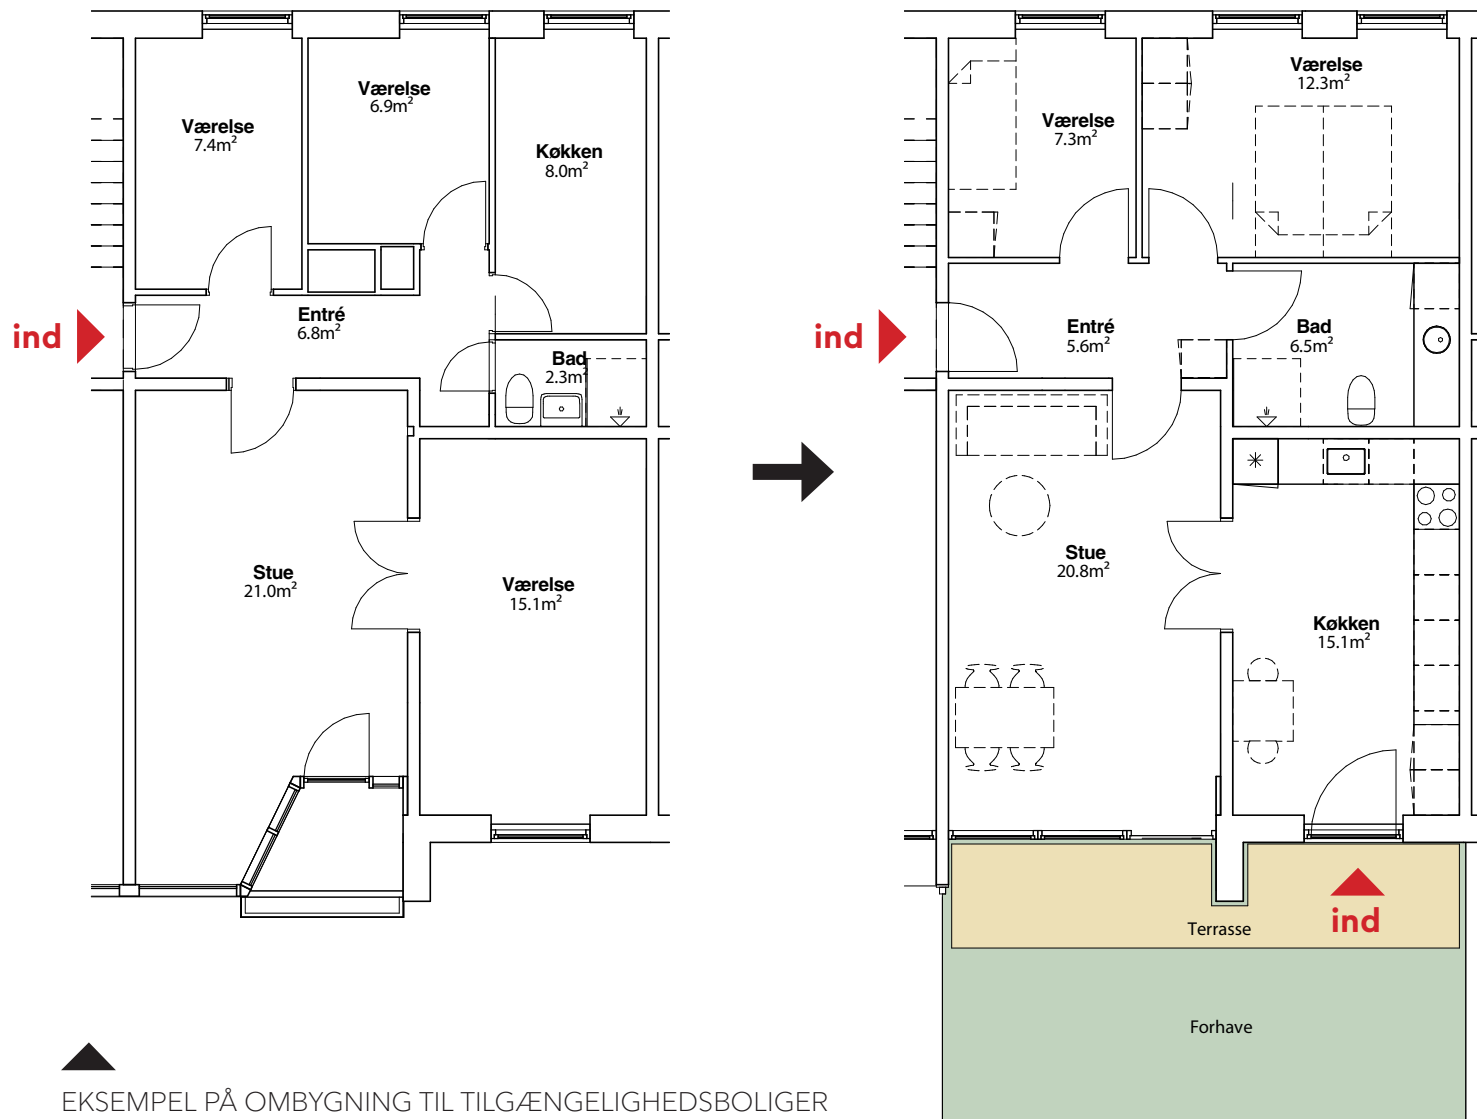 Værelse
7.4m²
Værelse
6.9m²
Køkken
8.0m²
ind
Entré
6.8m²
Bad
2.3m²
Stue
21.0m²
Værelse
15.1m²
Værelse
7.3m²
Værelse
12.3m²
ind
Entré
5.6m²
Bad
6.5m²
Stue
20.8m²
Køkken
15.1m²
ind
Terrasse
Forhave
EKSEMPEL PÅ OMBYGNING TIL TILGÆNGELIGHEDSBOLIGER